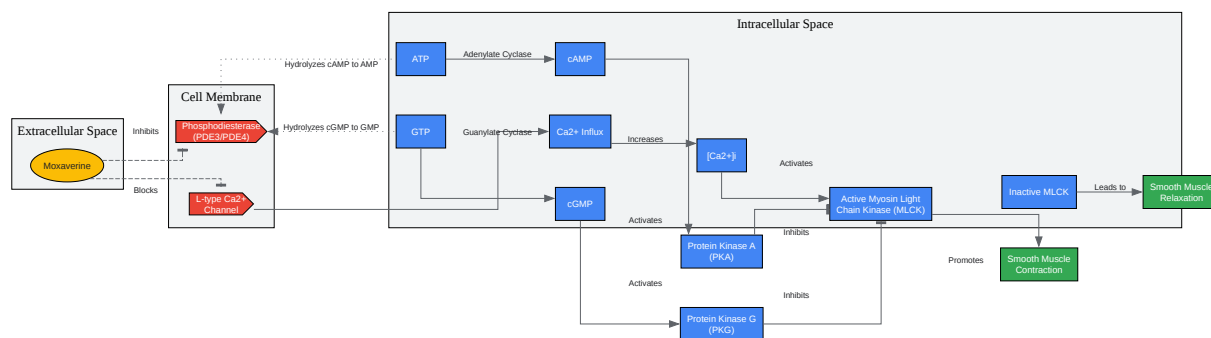 Intracellular Space
ATP
Adenylate Cyclase
cAMP
Hydrolyzes cAMP to AMP
Cell Membrane
Extracellular Space
Inhibits
Phosphodiesterase
(PDE3/PDE4)
Hydrolyzes cGMP to GMP
GTP
Guanylate Cyclase
Ca2+ Influx
Increases
[Ca2+]i
Activates
Moxaverine
Blocks
L-type Ca2+
Channel
cGMP
Active Myosin Light
Chain Kinase (MLCK)
Inactive MLCK
Leads to
Smooth Muscle
Relaxation
Activates
Inhibits
Protein Kinase A
(PKA)
Promotes
Smooth Muscle
Contraction
Activates
Inhibits
Protein Kinase G
(PKG)